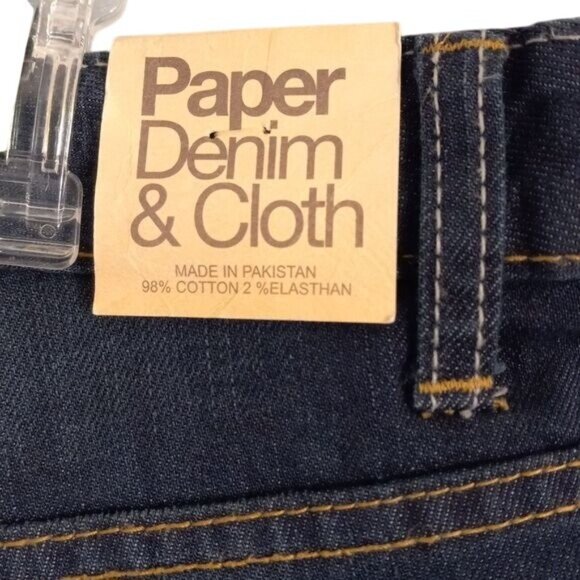 Paper
Denim
& Cloth
MADE IN PAKISTAN
98% COTTON 2 %ELASTHAN